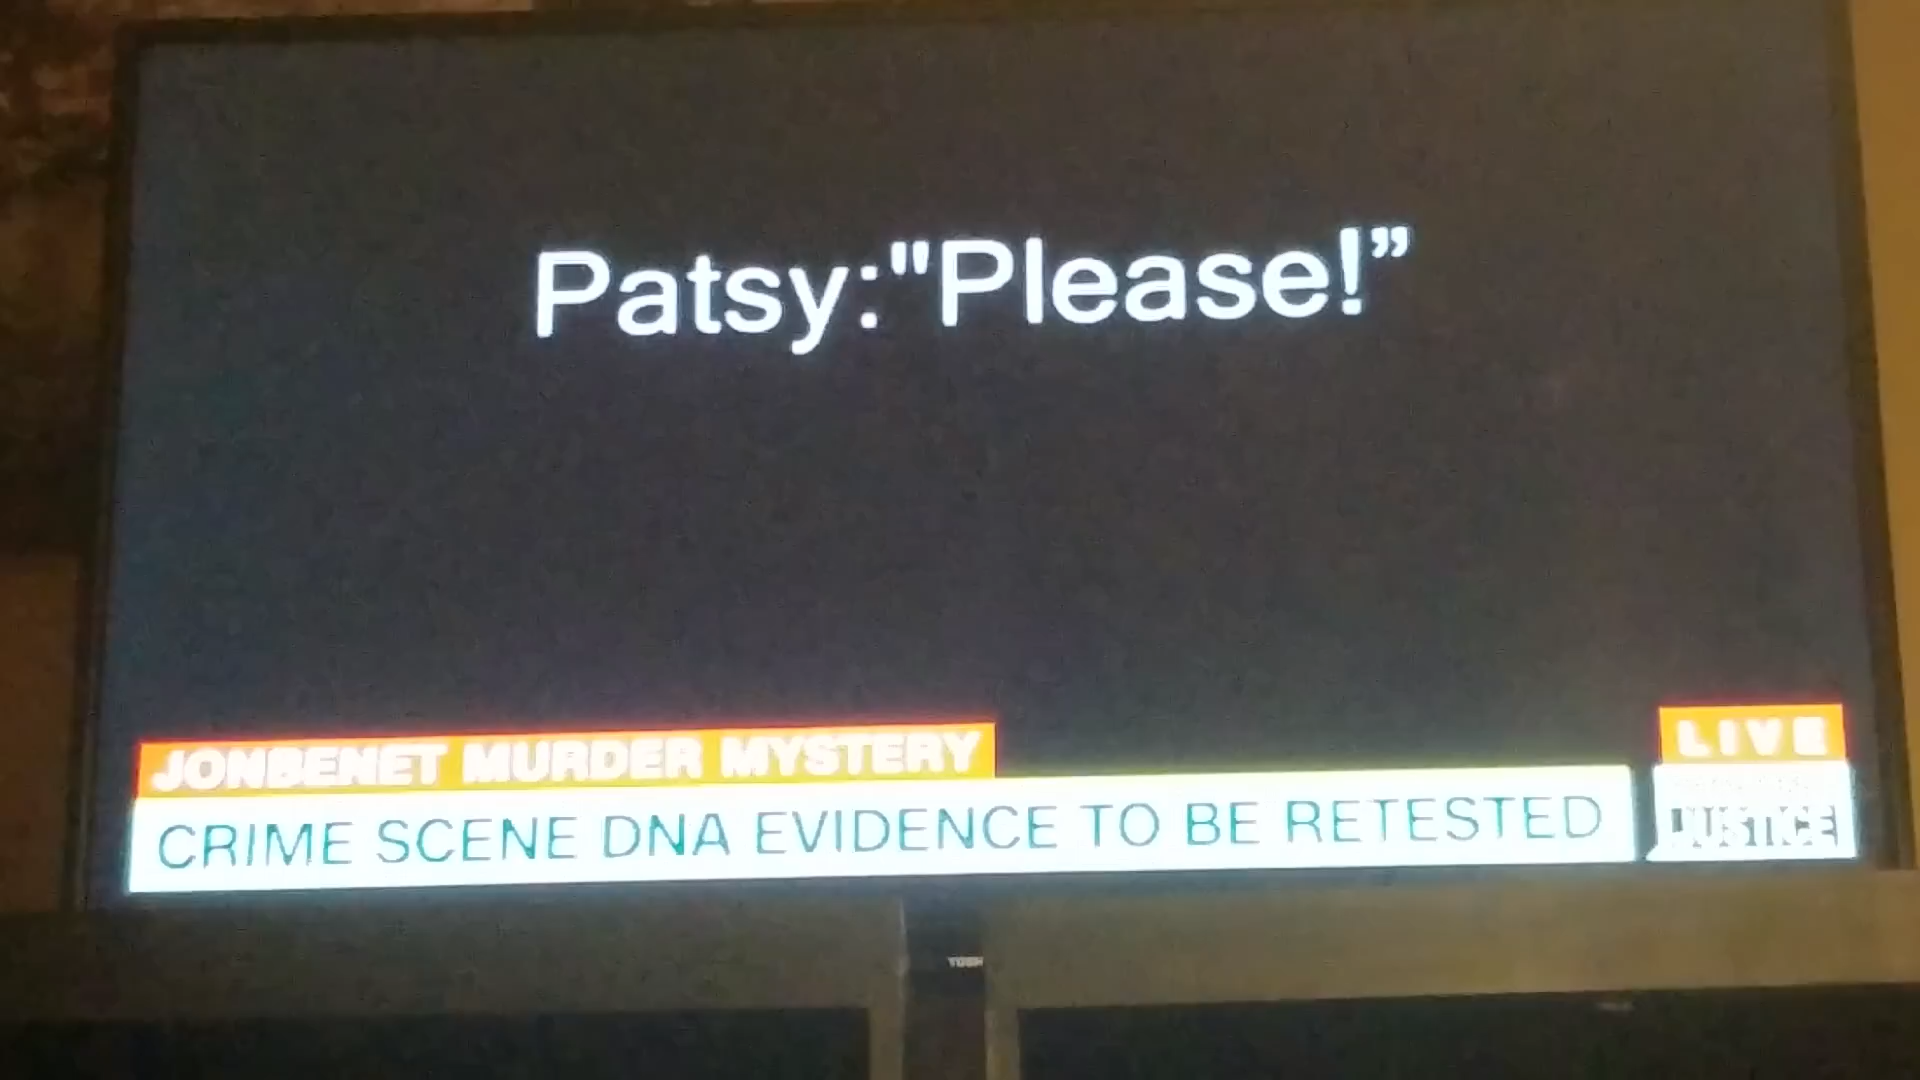 Patsy:"Please!”
JONBENET MURDER MYSTERY
LIVE
CRIME SCENE DNA EVIDENCE TO BE RETESTED
JUSTICE